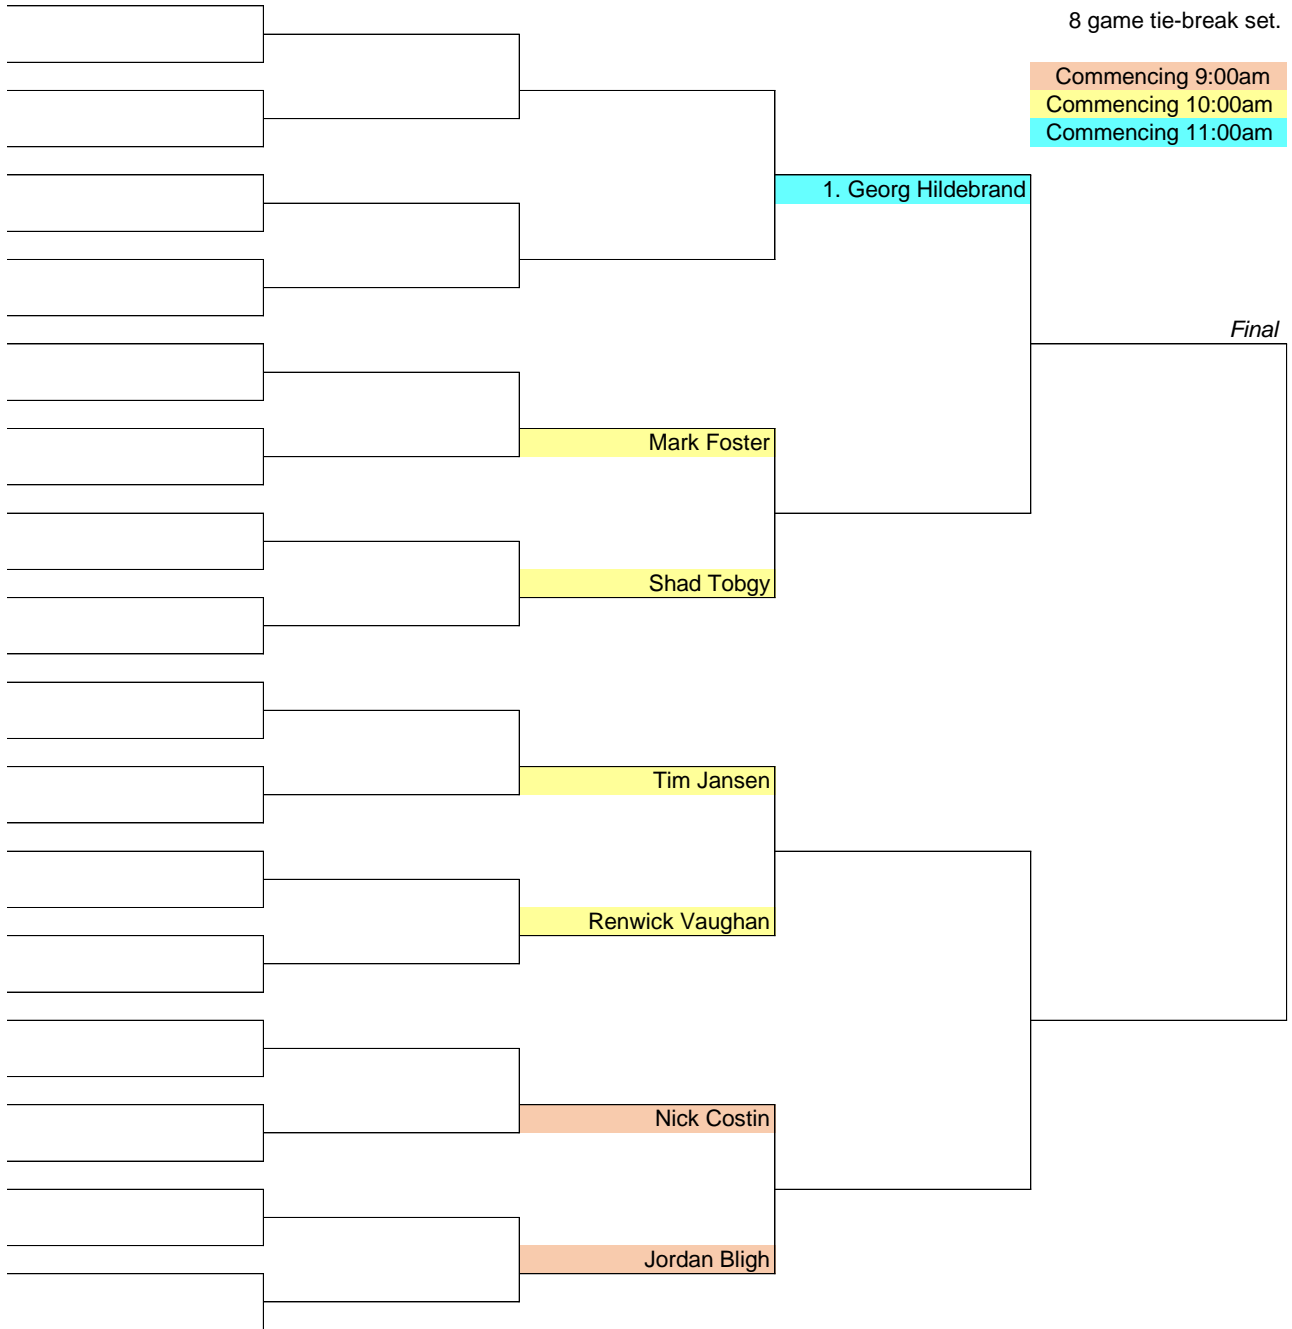 8 game tie-break set.
Commencing 9:00am
Commencing 10:00am
Commencing 11:00am
1. Georg Hildebrand
Final
Mark Foster
Shad Tobgy
Tim Jansen
Renwick Vaughan
Nick Costin
Jordan Bligh